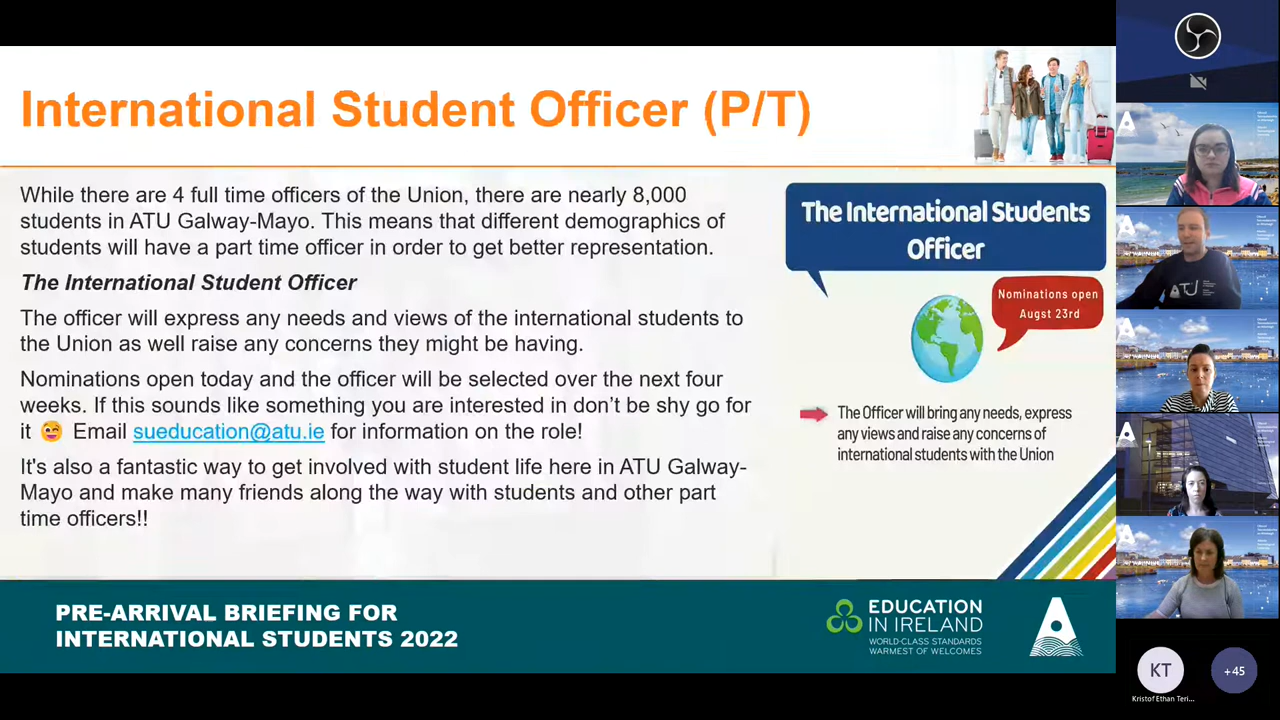 International Student Officer (P/T)
While there are 4 full time officers of the Union, there are nearly 8,000
students in ATU Galway-Mayo. This means that different demographics of
students will have a part time officer in order to get better representation.
The International Student Officer
The officer will express any needs and views of the international students to
the Union as well raise any concerns they might be having.
Nominations open today and the officer will be selected over the next four
weeks. If this sounds like something you are interested in don't be shy go for
it 😅 Email sueducation@atu.ie for information on the role!
It's also a fantastic way to get involved with student life here in ATU Galway-
Mayo and make many friends along the way with students and other part
time officers!!
The International Students
Officer
Nominations open
Augst 23rd
The Officer will bring any needs, express
any views and raise any concerns of
international students with the Union
PRE-ARRIVAL BRIEFING FOR
INTERNATIONAL STUDENTS 2022
EDUCATION
IN IRELAND
WORLD-CLASS STANDARDS
WARMEST OF WELCOMES
ATU
KT
Kristof Ethan Teri...
+45